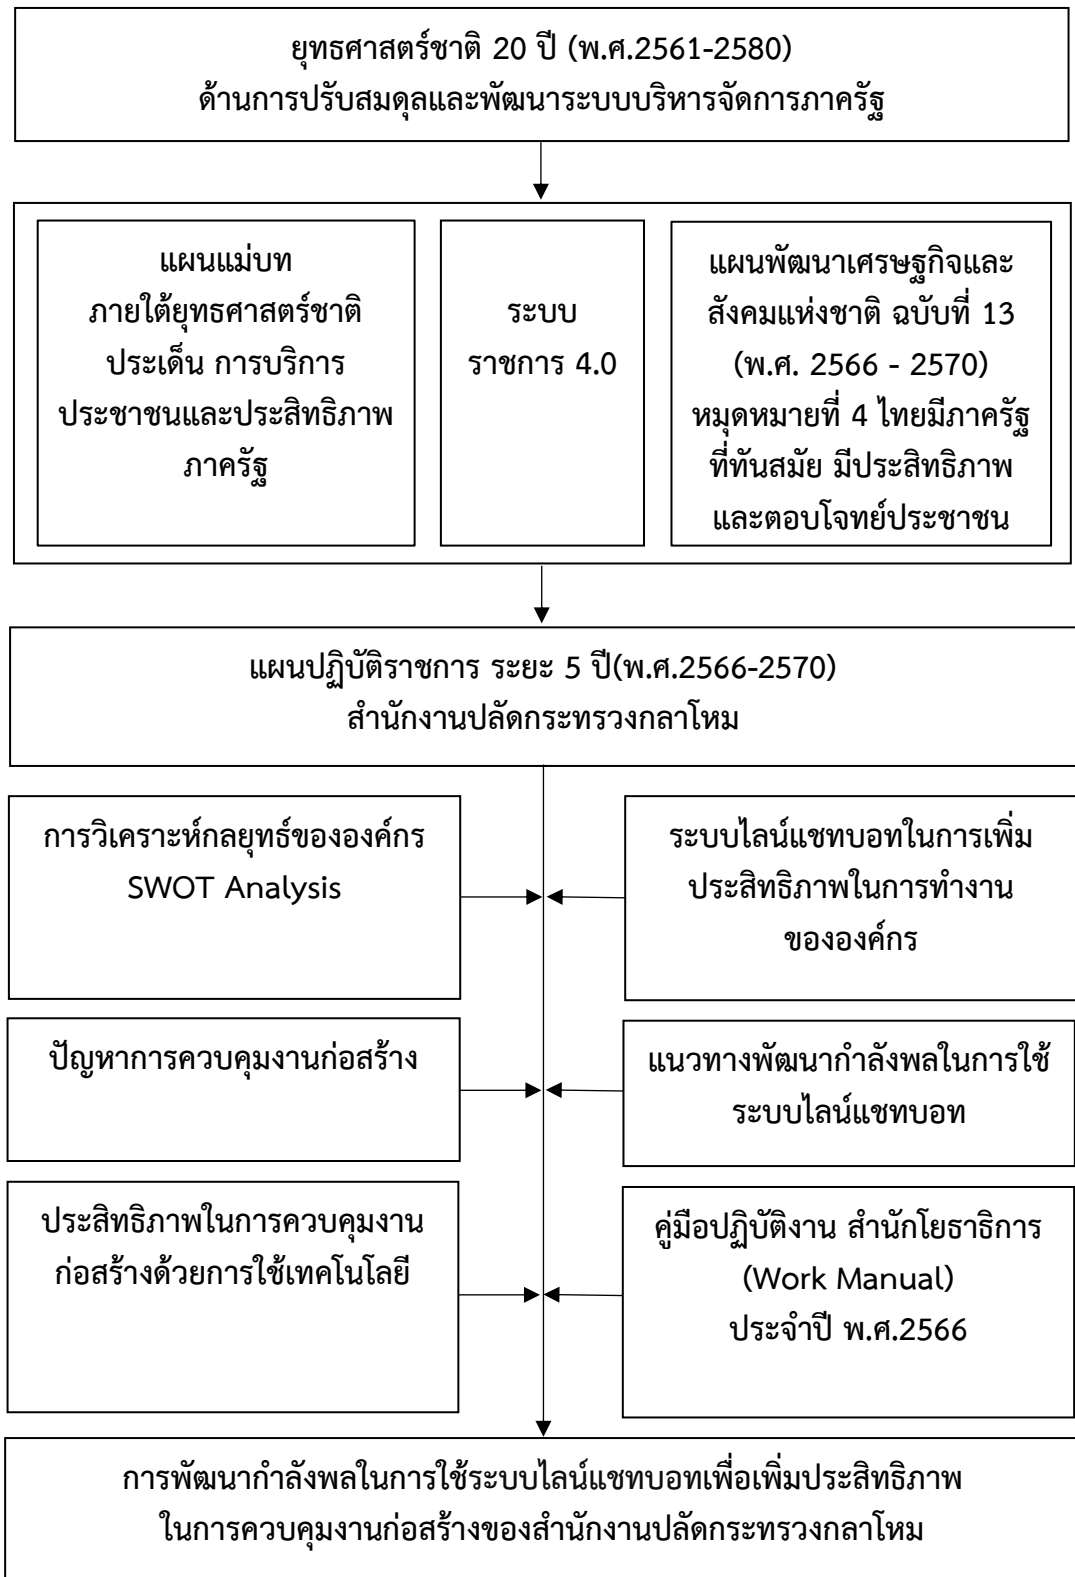 ยุทธศาสตร์ชาติ 20 ปี (พ.ศ.2561-2580)
ด้านการปรับสมดุลและพัฒนาระบบบริหารจัดการภาครัฐ
แผนแม่บท
ภายใต้ยุทธศาสตร์ชาติ
ประเด็น การบริการ
ประชาชนและประสิทธิภาพ
ภาครัฐ
ระบบ
ราชการ 4.0
แผนพัฒนาเศรษฐกิจและ
สังคมแห่งชาติ ฉบับที่ 13
(พ.ศ. 2566 - 2570)
หมุดหมายที่ 4 ไทยมีภาครัฐ
ที่ทันสมัย มีประสิทธิภาพ
และตอบโจทย์ประชาชน
แผนปฏิบัติราชการ ระยะ 5 ปี(พ.ศ.2566-2570)
สำนักงานปลัดกระทรวงกลาโหม
การวิเคราะห์กลยุทธ์ขององค์กร
SWOT Analysis
ระบบไลน์แชทบอทในการเพิ่ม
ประสิทธิภาพในการทำงาน
ขององค์กร
ปัญหาการควบคุมงานก่อสร้าง
แนวทางพัฒนากำลังพลในการใช้
ระบบไลน์แชทบอท
ประสิทธิภาพในการควบคุมงาน
ก่อสร้างด้วยการใช้เทคโนโลยี
คู่มือปฏิบัติงาน สำนักโยธาธิการ
(Work Manual)
ประจำปี พ.ศ.2566
การพัฒนากำลังพลในการใช้ระบบไลน์แชทบอทเพื่อเพิ่มประสิทธิภาพ
ในการควบคุมงานก่อสร้างของสำนักงานปลัดกระทรวงกลาโหม